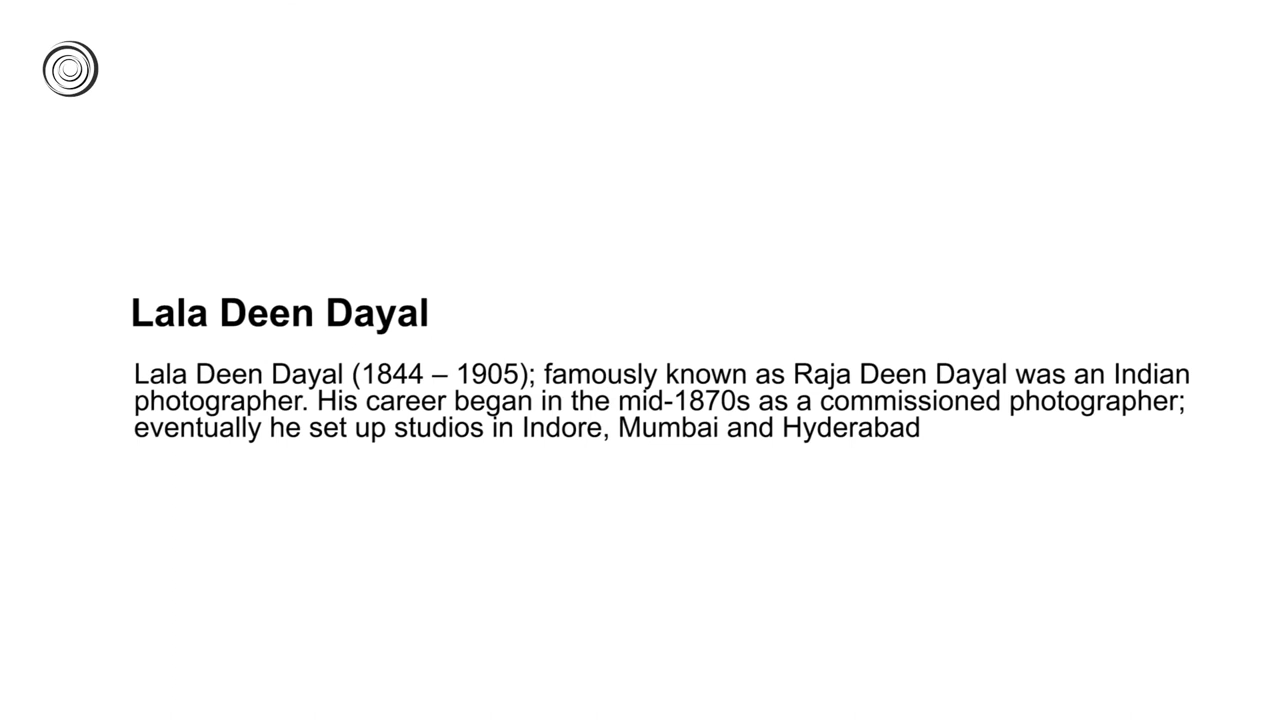 Lala Deen Dayal
Lala Deen Dayal (1844 – 1905); famously known as Raja Deen Dayal was an Indian
photographer. His career began in the mid-1870s as a commissioned photographer;
eventually he set up studios in Indore, Mumbai and Hyderabad